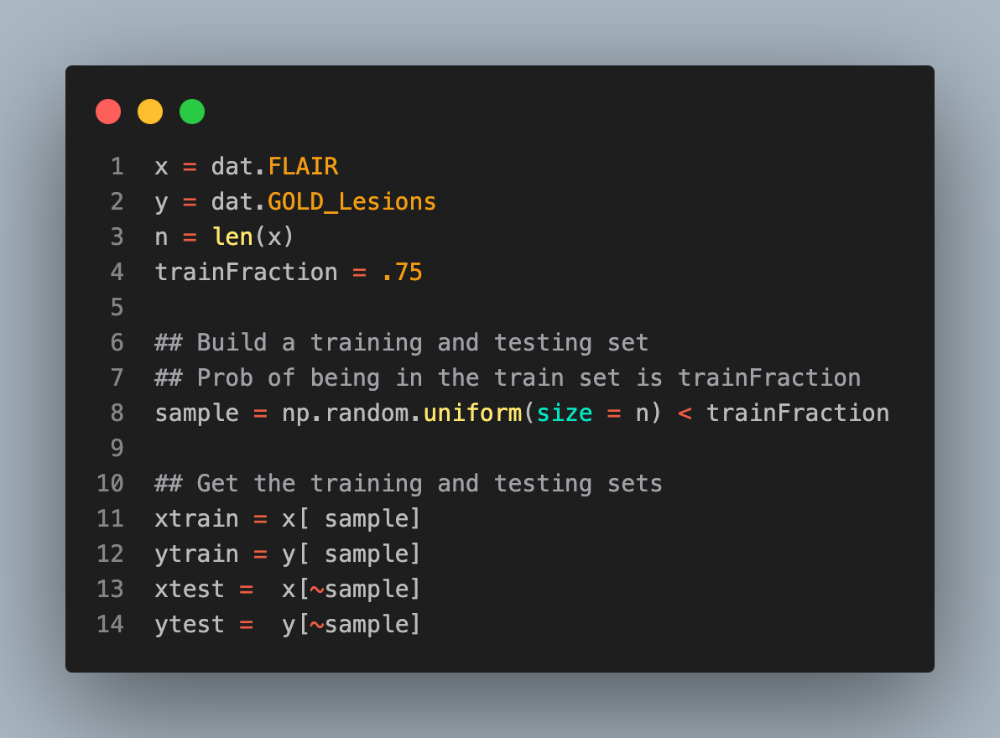 1 x = dat.FLAIR
2 y = dat.GOLD_Lesions
3 n = len(x)
4 trainFraction = .75
5
6 ## Build a training and testing set
7 ## Prob of being in the train set is trainFraction
8 sample = np.random.uniform(size = n) < trainFraction
9
10 ## Get the training and testing sets
11 xtrain = x[ sample]
12 ytrain = y[ sample]
13 xtest =  x[~sample]
14 ytest =  y[~sample]